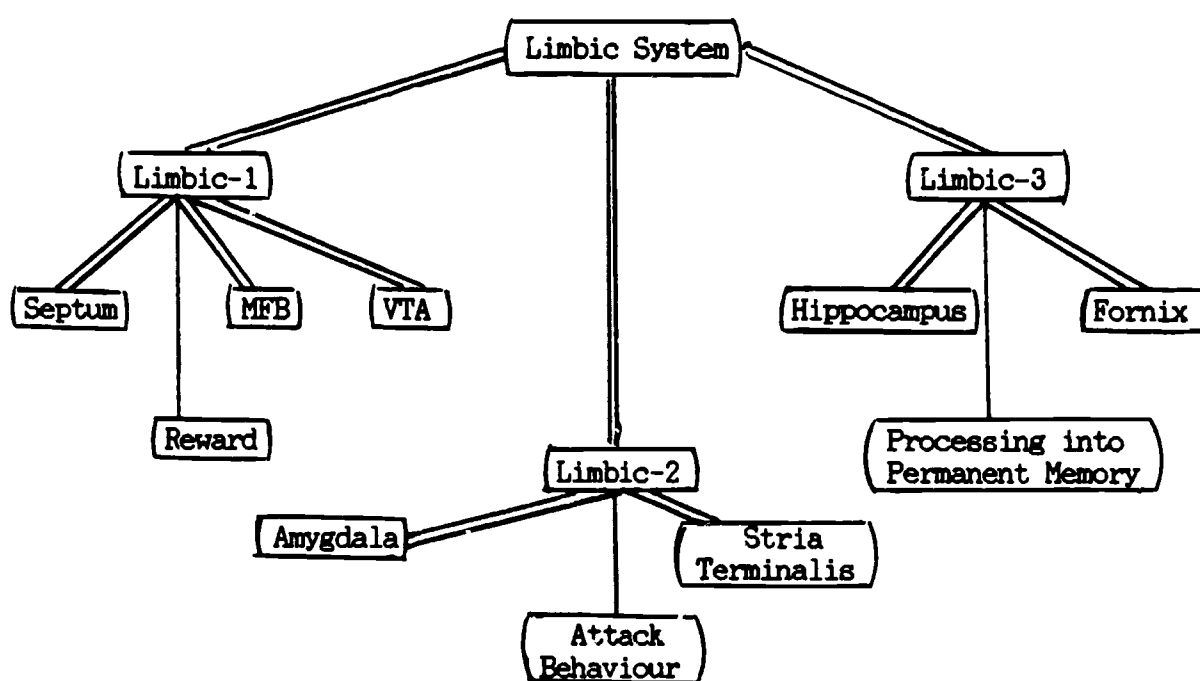 Limbic System
Limbic-1
Limbic-3
Septum
MFB
VTA
Hippocampus
Fornix
Reward
Processing into
Permanent Memory
Limbic-2
Amygdala
Stria
Terminalis
Attack
Behaviour